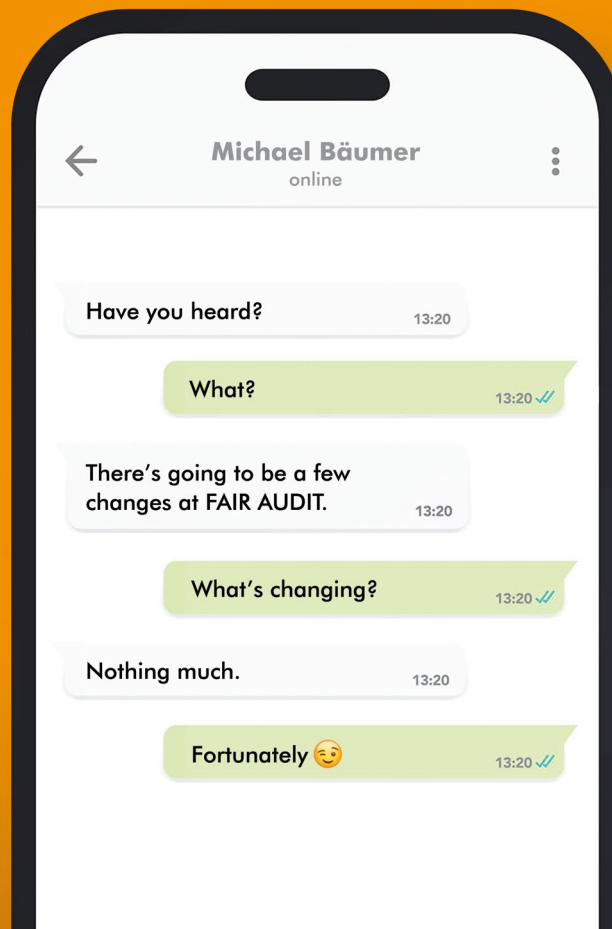 Michael Bäumer
online
Have you heard?
13:20
What?
13:20
There’s going to be a few
changes at FAIR AUDIT.
13:20
What’s changing?
13:20
Nothing much.
13:20
Fortunately 😉
13:20